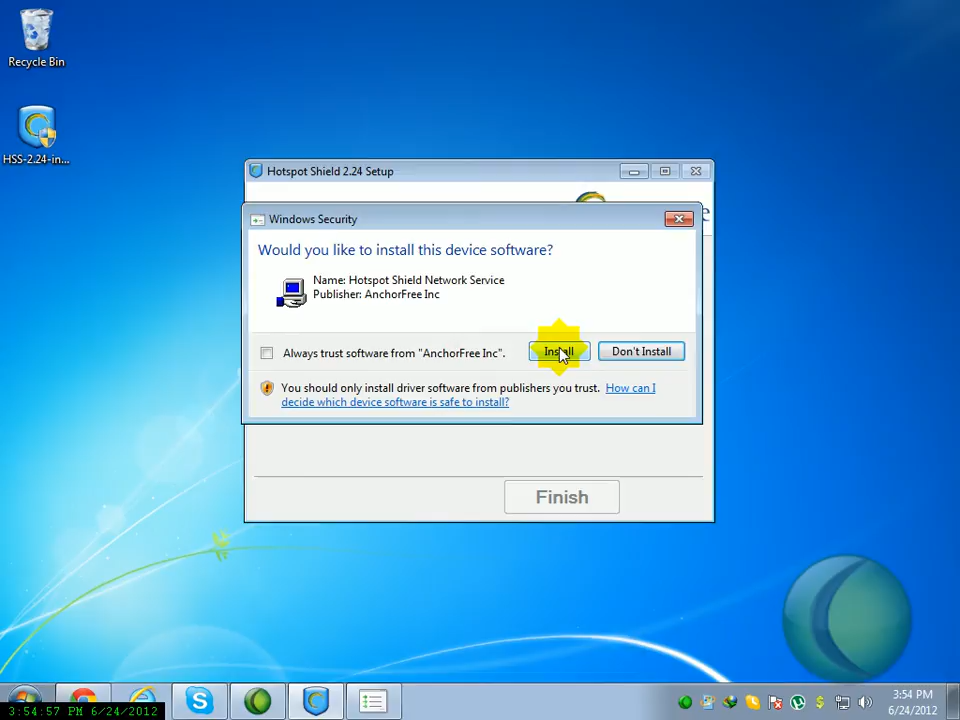 Recycle Bin
HSS-2.24-in...
Hotspot Shield 2.24 Setup
e
Windows Security
Would you like to install this device software?
Name: Hotspot Shield Network Service
Publisher: AnchorFree Inc
Always trust software from "AnchorFree Inc".
Install
Don't Install
You should only install driver software from publishers you trust. How can I
decide which device software is safe to install?
Finish
3:54:57 PM 6/24/2012
3:54 PM
6/24/2012